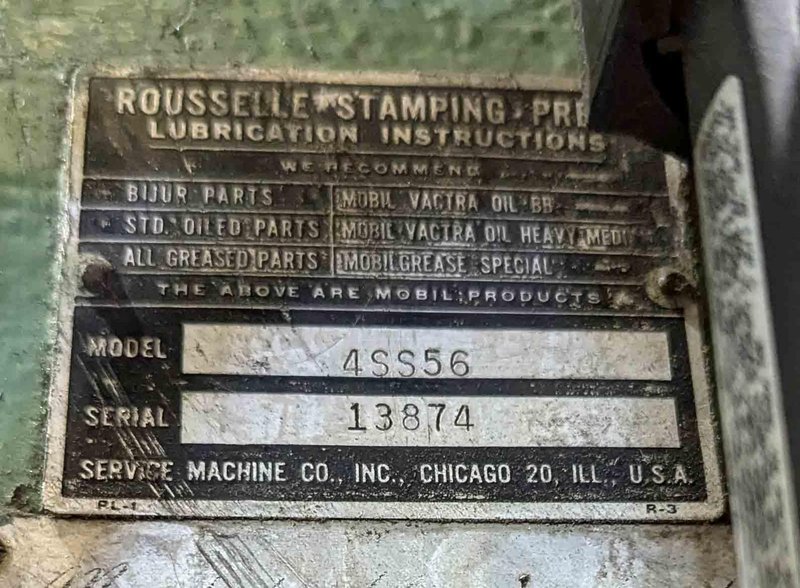 ROUSSELLE STAMPING PRE
LUBRICATION INSTRUCTIONS
WE RECOMMEND
BIJUR PARTS MOBIL VACTRA OIL BB
STD. OILED PARTS MOBIL VACTRA OIL HEAVY MEDI
ALL GREASED PARTS MOBILGREASE SPECIAL
THE ABOVE ARE MOBIL PRODUCTS
MODEL 4SS56
SERIAL 13874
SERVICE MACHINE CO., INC., CHICAGO 20, ILL., U.S.A.
PL-1 R-3